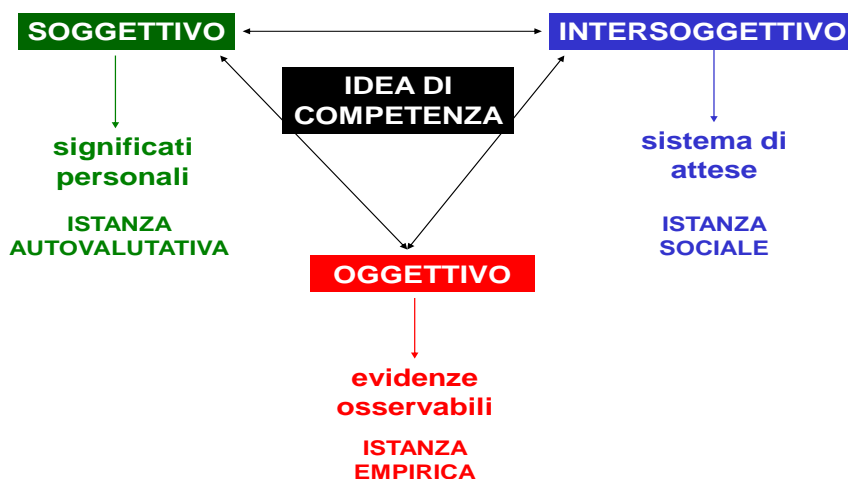 SOGGETTIVO
INTERSOGGETTIVO
IDEA DI
COMPETENZA
significati
personali
ISTANZA
AUTOVALUTATIVA
sistema di
attese
ISTANZA
SOCIALE
OGGETTIVO
evidenze
osservabili
ISTANZA
EMPIRICA